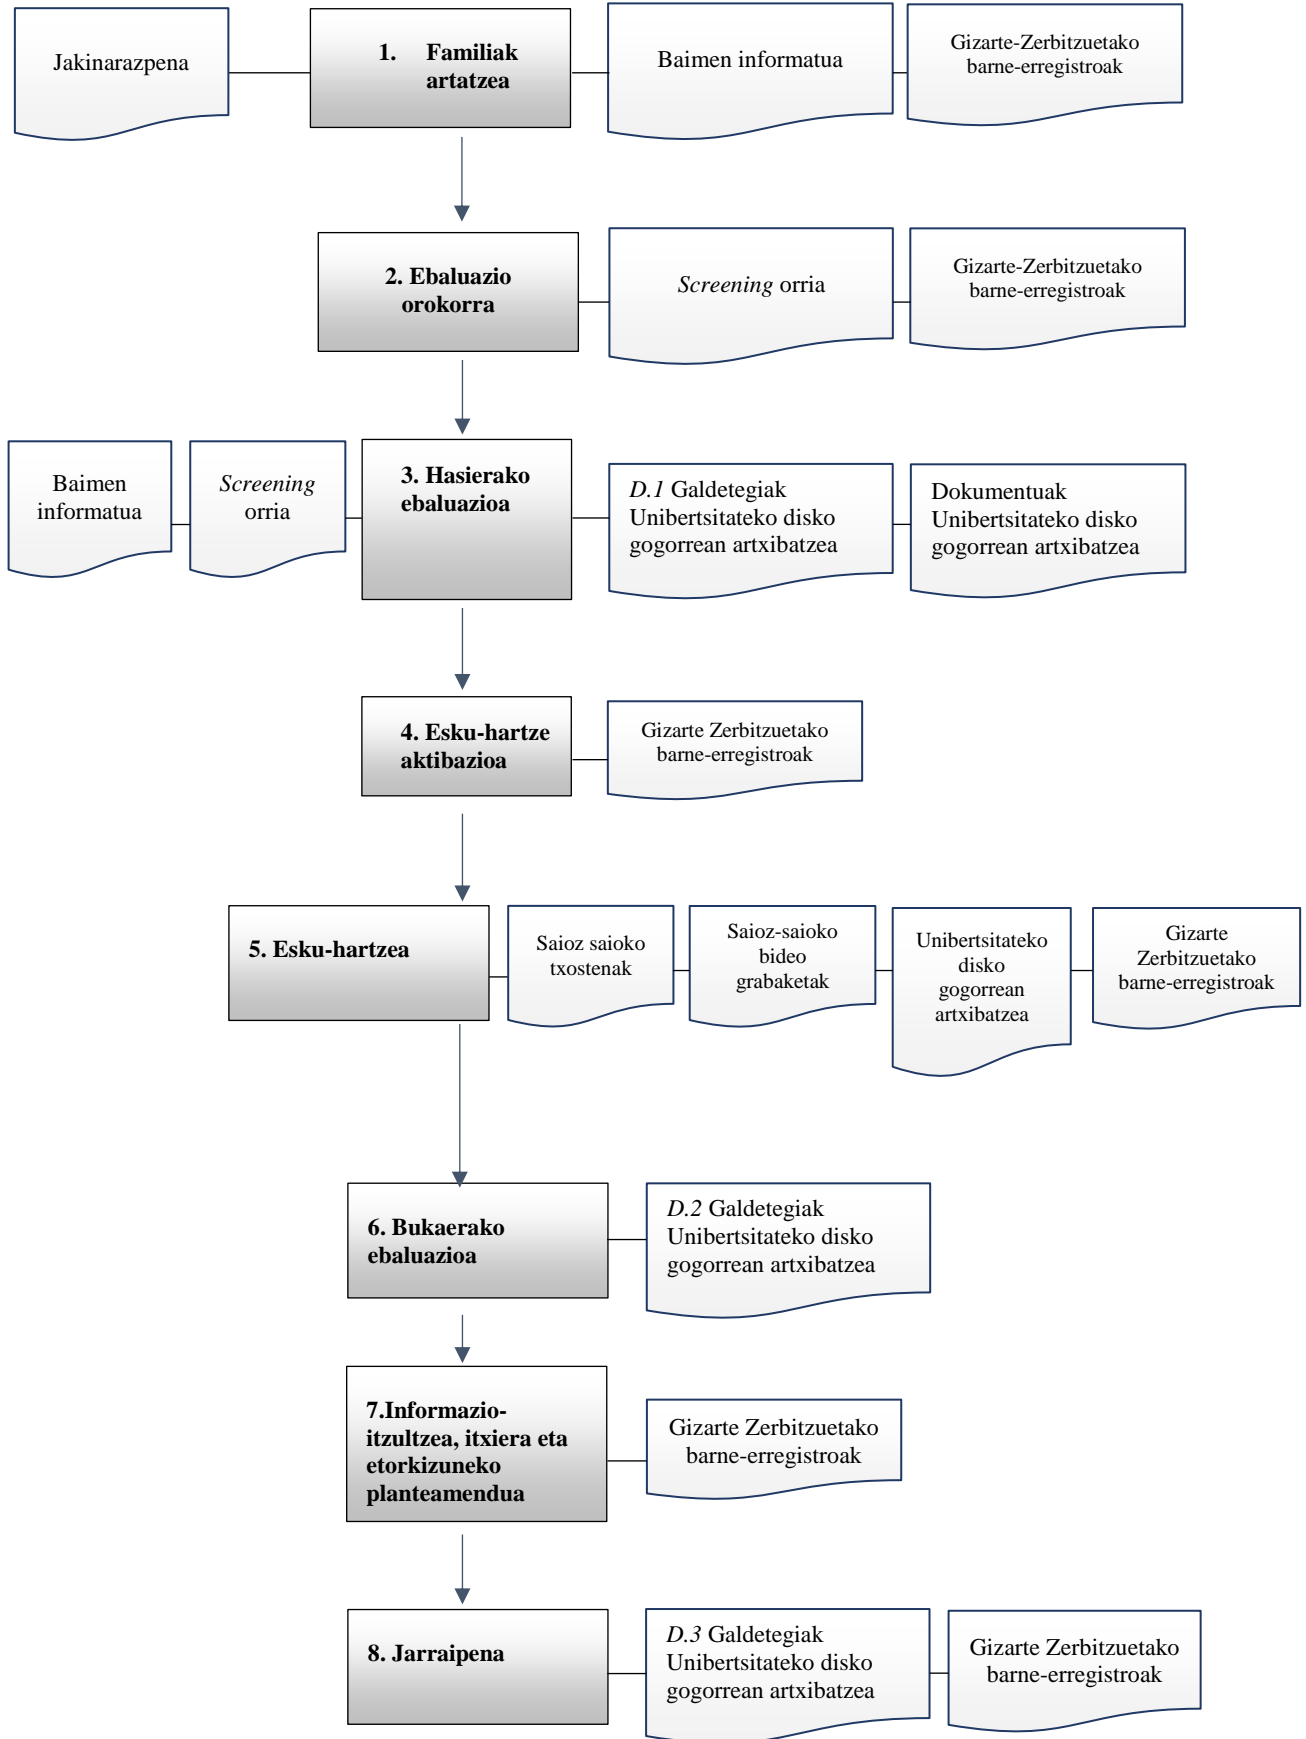 Jakinarazpena
1. Familiak
artatzea
Baimen informatua
Gizarte-Zerbitzuetako
barne-erregistroak
2. Ebaluazio
orokorra
Screening orria
Gizarte-Zerbitzuetako
barne-erregistroak
Baimen
informatua
Screening
orria
3. Hasierako
ebaluazioa
D.1 Galdetegiak
Unibertsitateko disko
gogorrean artxibatzea
Dokumentuak
Unibertsitateko disko
gogorrean artxibatzea
4. Esku-hartze
aktibazioa
Gizarte Zerbitzuetako
barne-erregistroak
5. Esku-hartzea
Saioz saioko
txostenak
Saioz-saioko
bideo
grabaketak
Unibertsitateko
disko
gogorrean
artxibatzea
Gizarte
Zerbitzuetako
barne-erregistroak
6. Bukaerako
ebaluazioa
D.2 Galdetegiak
Unibertsitateko disko
gogorrean artxibatzea
7.Informazio-
itzultzea, itxiera eta
etorkizuneko
planteamendua
Gizarte Zerbitzuetako
barne-erregistroak
8. Jarraipena
D.3 Galdetegiak
Unibertsitateko disko
gogorrean artxibatzea
Gizarte Zerbitzuetako
barne-erregistroak